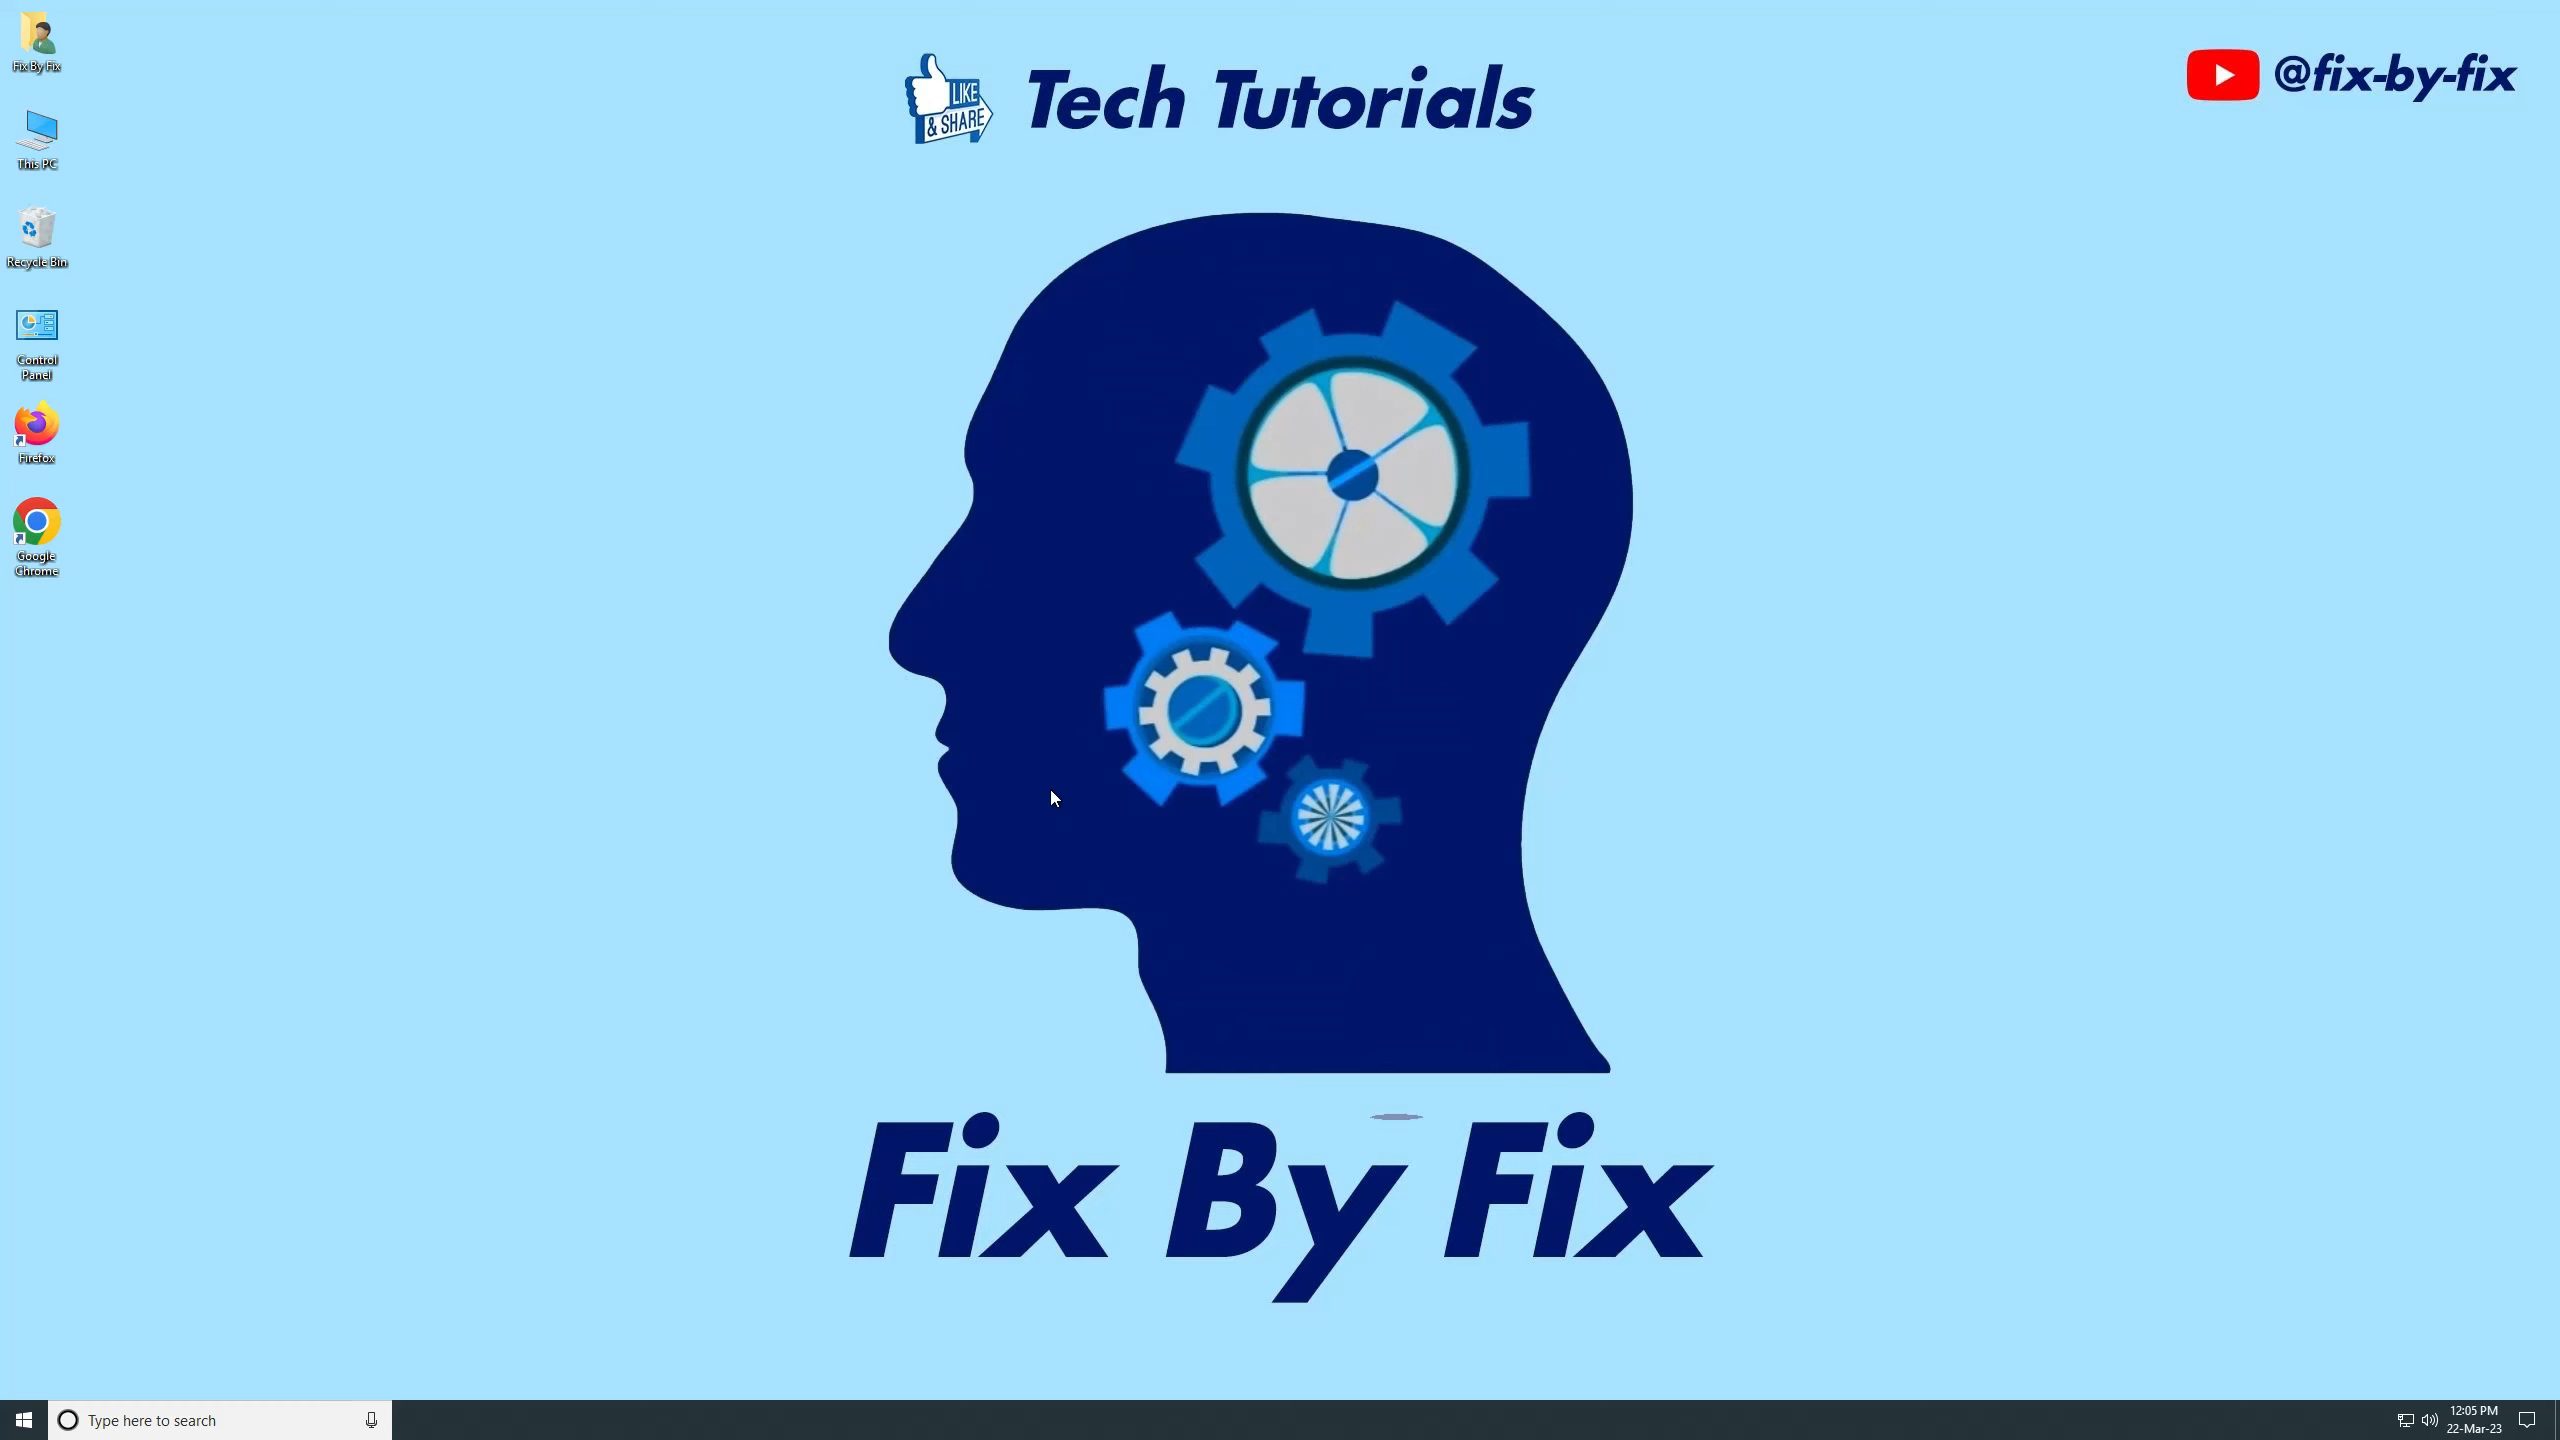 Fix By Fix
This PC
Recycle Bin
Control
Panel
Firefox
Google
Chrome
LIKE
& SHARE
Tech Tutorials
@fix-by-fix
Fix By Fix
Type here to search
12:05 PM
22-Mar-23